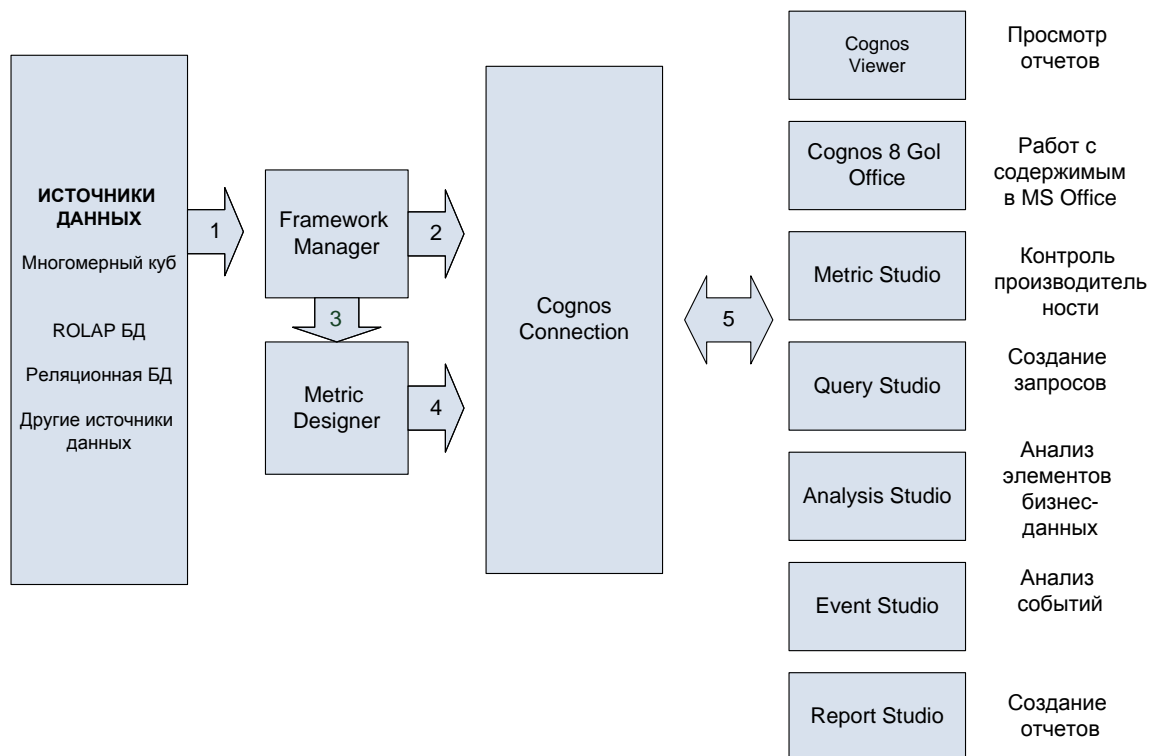 ИСТОЧНИКИ
ДАННЫХ
Многомерный куб
ROLAP БД
Реляционная БД
Другие источники
данных
1
Framework
Manager
2
3
Metric
Designer
4
Cognos
Connection
5
Cognos
Viewer
Просмотр
отчетов
Cognos 8 Gol
Office
Работ с
содержимым
в MS Office
Metric Studio
Контроль
производитель
ности
Query Studio
Создание
запросов
Analysis Studio
Анализ
элементов
бизнес-
данных
Event Studio
Анализ
событий
Report Studio
Создание
отчетов